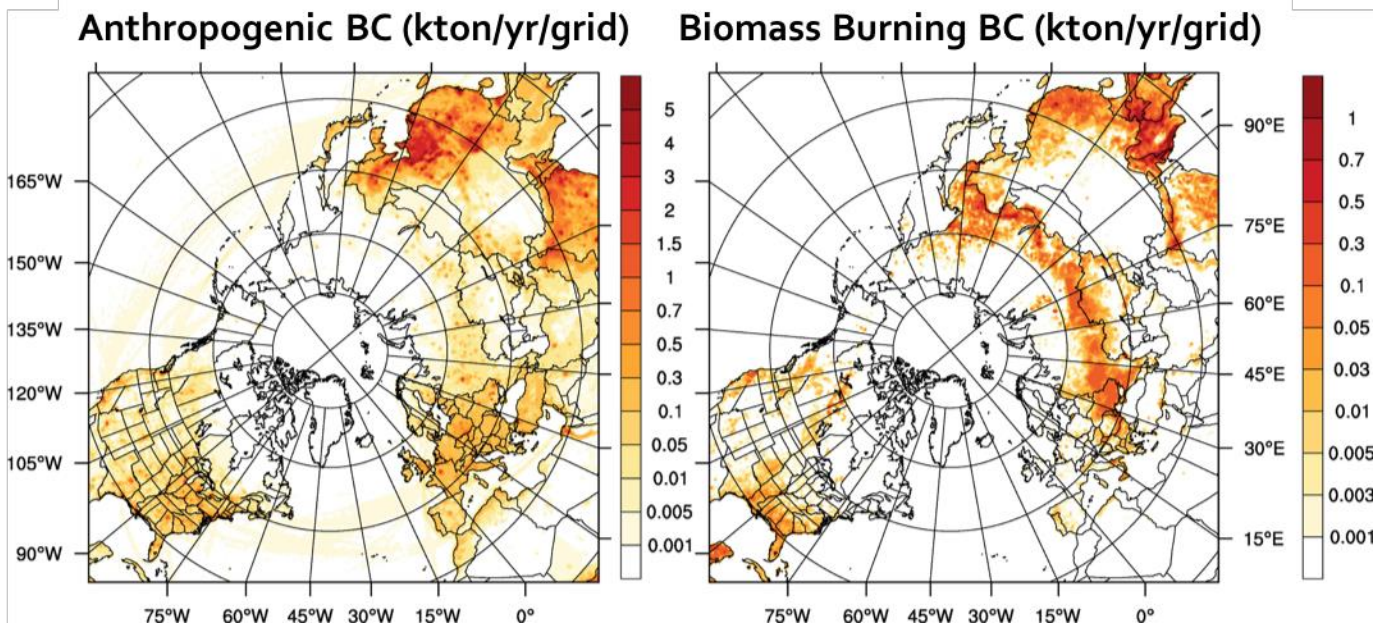 Anthropogenic BC (kton/yr/grid)
Biomass Burning BC (kton/yr/grid)
165°W
150°W
135°W
120°W
105°W
90°W
75°W
60°W
45°W
30°W
15°W
0°
5
4
3
2
1.5
1
0.7
0.5
0.3
0.1
0.05
0.01
0.005
0.001
90°E
75°E
60°E
45°E
30°E
15°E
75°W
60°W
45°W
30°W
15°W
0°
1
0.7
0.5
0.3
0.1
0.05
0.03
0.01
0.005
0.003
0.001